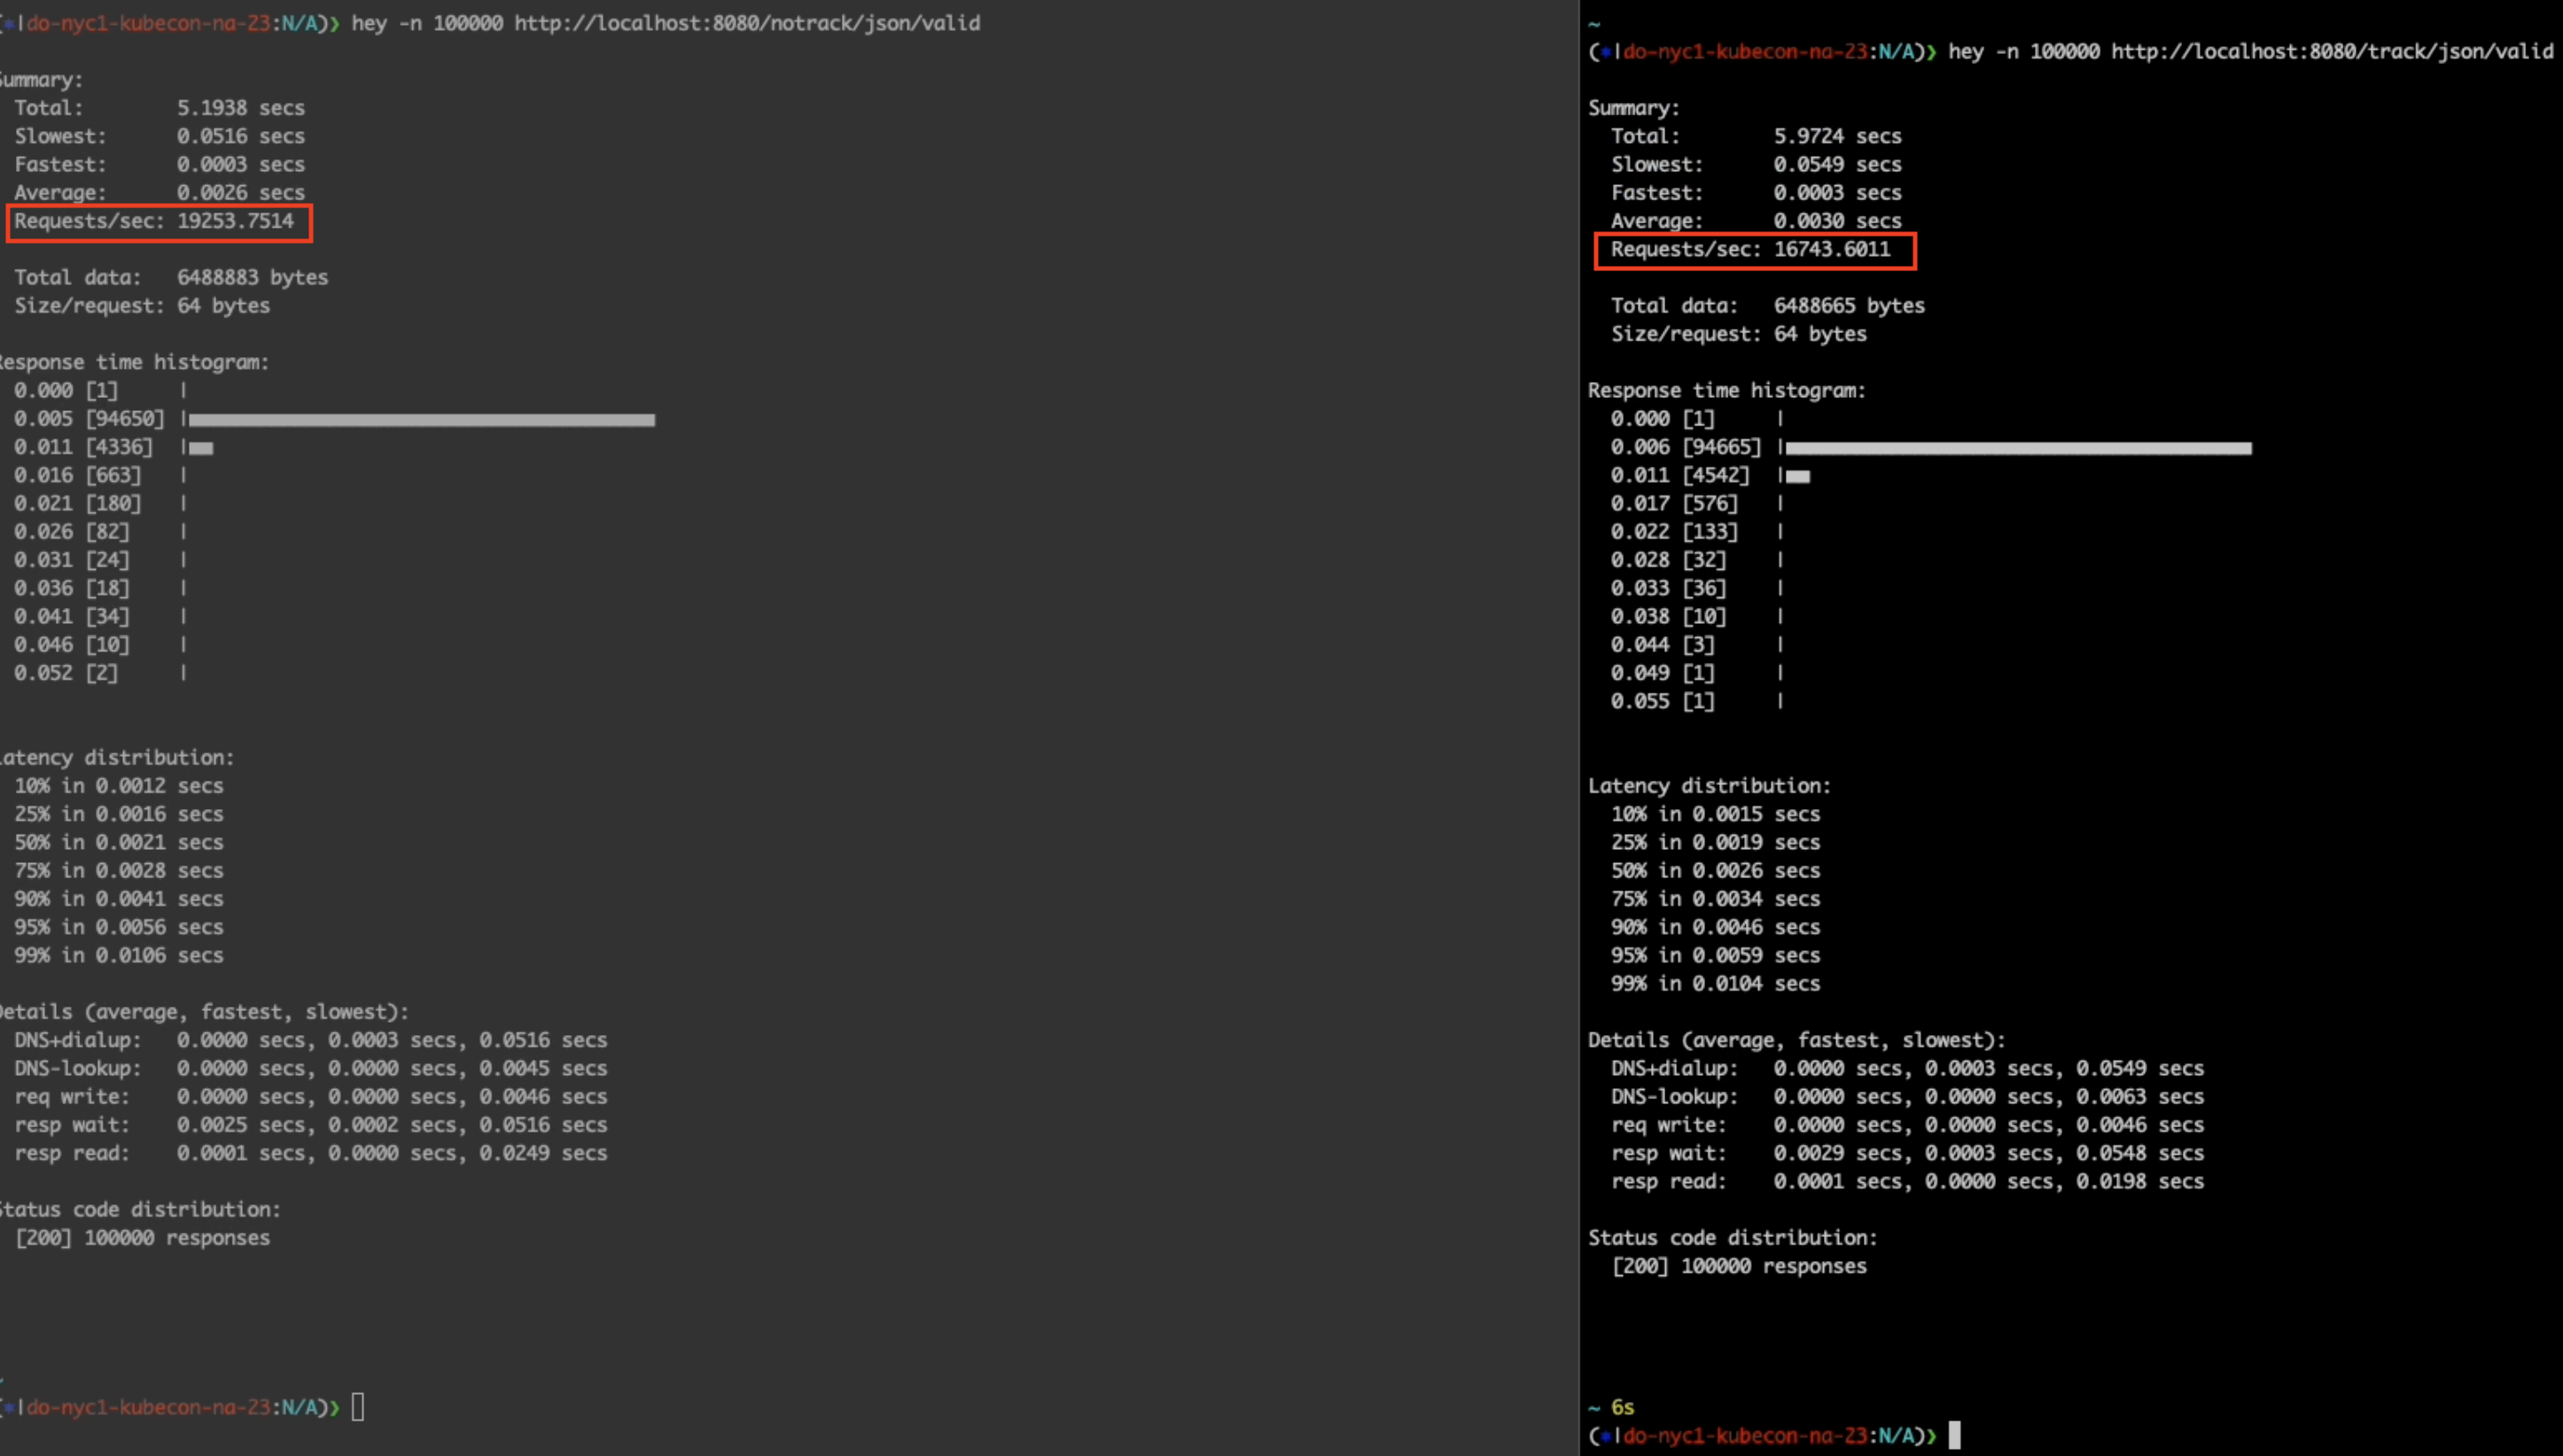 (*|do-nyc1-kubecon-na-23:N/A)❯ hey -n 100000 http://localhost:8080/notrack/json/valid
Summary:
Total: 5.1938 secs
Slowest: 0.0516 secs
Fastest: 0.0003 secs
Average: 0.0026 secs
Requests/sec: 19253.7514
Total data: 6488883 bytes
Size/request: 64 bytes
Response time histogram:
0.000 [1] |
0.005 [94650] |
0.011 [4336] |
0.016 [663] |
0.021 [180] |
0.026 [82] |
0.031 [24] |
0.036 [18] |
0.041 [34] |
0.046 [10] |
0.052 [2] |
Latency distribution:
10% in 0.0012 secs
25% in 0.0016 secs
50% in 0.0021 secs
75% in 0.0028 secs
90% in 0.0041 secs
95% in 0.0056 secs
99% in 0.0106 secs
Details (average, fastest, slowest):
DNS+dialup: 0.0000 secs, 0.0003 secs, 0.0516 secs
DNS-lookup: 0.0000 secs, 0.0000 secs, 0.0045 secs
req write: 0.0000 secs, 0.0000 secs, 0.0046 secs
resp wait: 0.0025 secs, 0.0002 secs, 0.0516 secs
resp read: 0.0001 secs, 0.0000 secs, 0.0249 secs
Status code distribution:
[200] 100000 responses
~
(*|do-nyc1-kubecon-na-23:N/A)❯
~
(*|do-nyc1-kubecon-na-23:N/A)❯ hey -n 100000 http://localhost:8080/track/json/valid
Summary:
Total: 5.9724 secs
Slowest: 0.0549 secs
Fastest: 0.0003 secs
Average: 0.0030 secs
Requests/sec: 16743.6011
Total data: 6488665 bytes
Size/request: 64 bytes
Response time histogram:
0.000 [1] |
0.006 [94665] |
0.011 [4542] |
0.017 [576] |
0.022 [133] |
0.028 [32] |
0.033 [36] |
0.038 [10] |
0.044 [3] |
0.049 [1] |
0.055 [1] |
Latency distribution:
10% in 0.0015 secs
25% in 0.0019 secs
50% in 0.0026 secs
75% in 0.0034 secs
90% in 0.0046 secs
95% in 0.0059 secs
99% in 0.0104 secs
Details (average, fastest, slowest):
DNS+dialup: 0.0000 secs, 0.0003 secs, 0.0549 secs
DNS-lookup: 0.0000 secs, 0.0000 secs, 0.0063 secs
req write: 0.0000 secs, 0.0000 secs, 0.0046 secs
resp wait: 0.0029 secs, 0.0003 secs, 0.0548 secs
resp read: 0.0001 secs, 0.0000 secs, 0.0198 secs
Status code distribution:
[200] 100000 responses
~ 6s
(*|do-nyc1-kubecon-na-23:N/A)❯